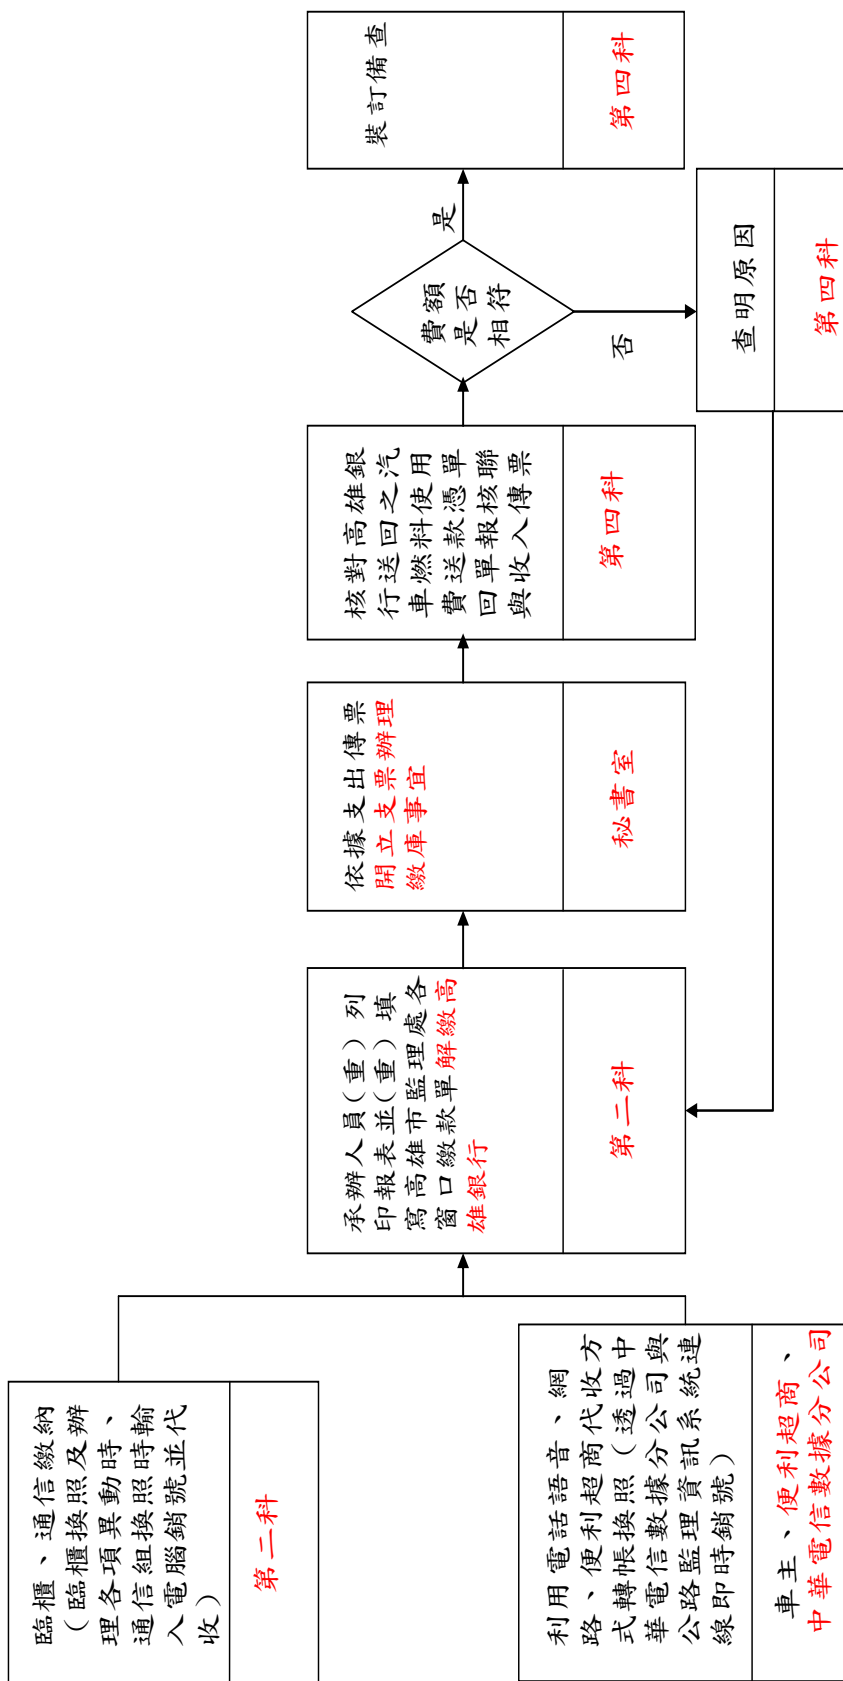 臨櫃、通信繳納
（臨櫃換照及辦
理各項異動時、
通信組換照時輸
入電腦銷號並代
收）
第二科
利用電話語音、網
路、便利超商代收方
式轉帳換照（透過中
華電信數據分公司與
公路監理資訊系統連
線即時銷號）
車主、便利超商、
中華電信數據分公司
承辦人員(重）列
印報表並(重）填
寫高雄市監理處各
窗口繳款單解繳高
雄銀行
第二科
依據支出傳票
開立支票辦理
繳庫事宜
秘書室
核對高雄銀
行送回之汽
車燃料使用
費送款憑單
回單報核聯
與收入傳票
第四科
費額
是否
相符
是
否
裝訂備查
第四科
查明原因
第四科